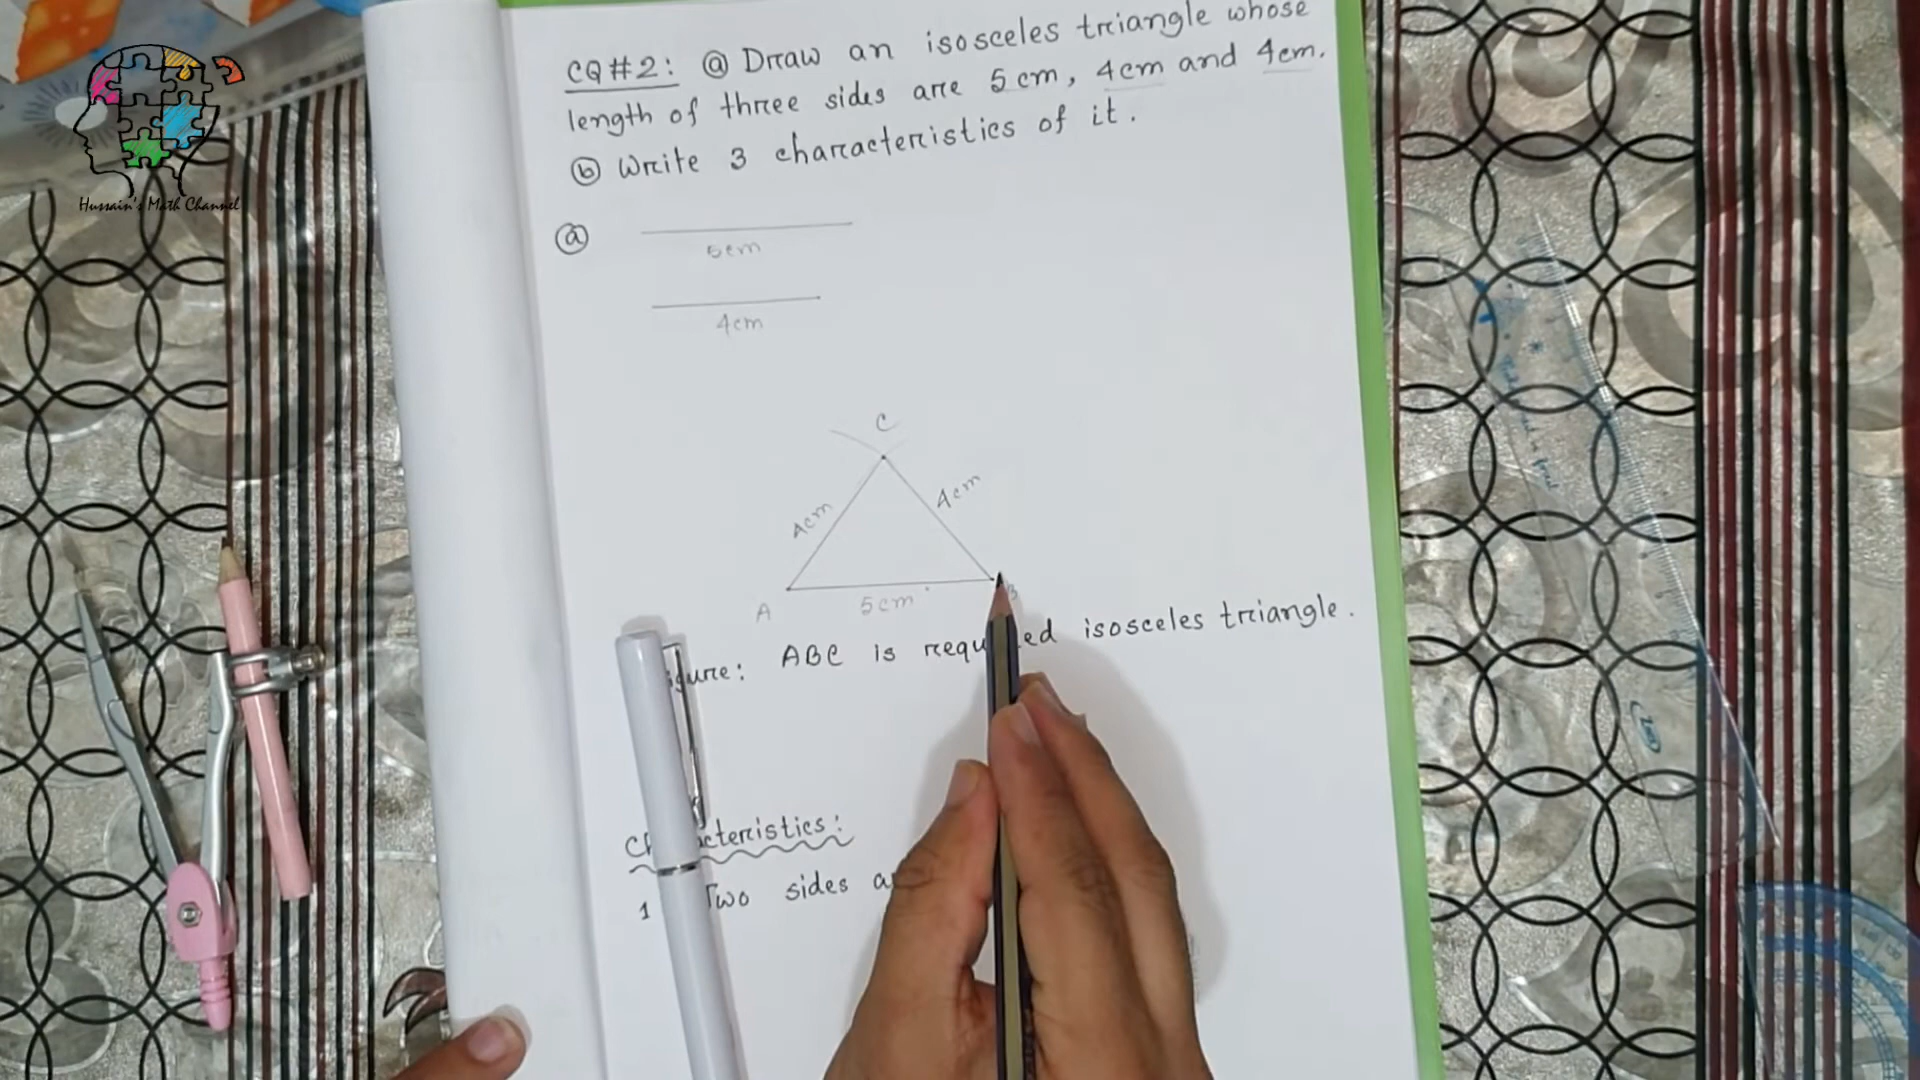 CQ#2: ⓐ Draw an isosceles triangle whose
length of three sides are 5 cm, 4cm and 4cm.
ⓑ Write 3 characteristics of it.
Hussain's Math Channel
ⓐ
5cm
4cm
C
4cm
4cm
A
5cm
B
igure: ABC is requ ed isosceles triangle.
cteristics:
1 Two sides